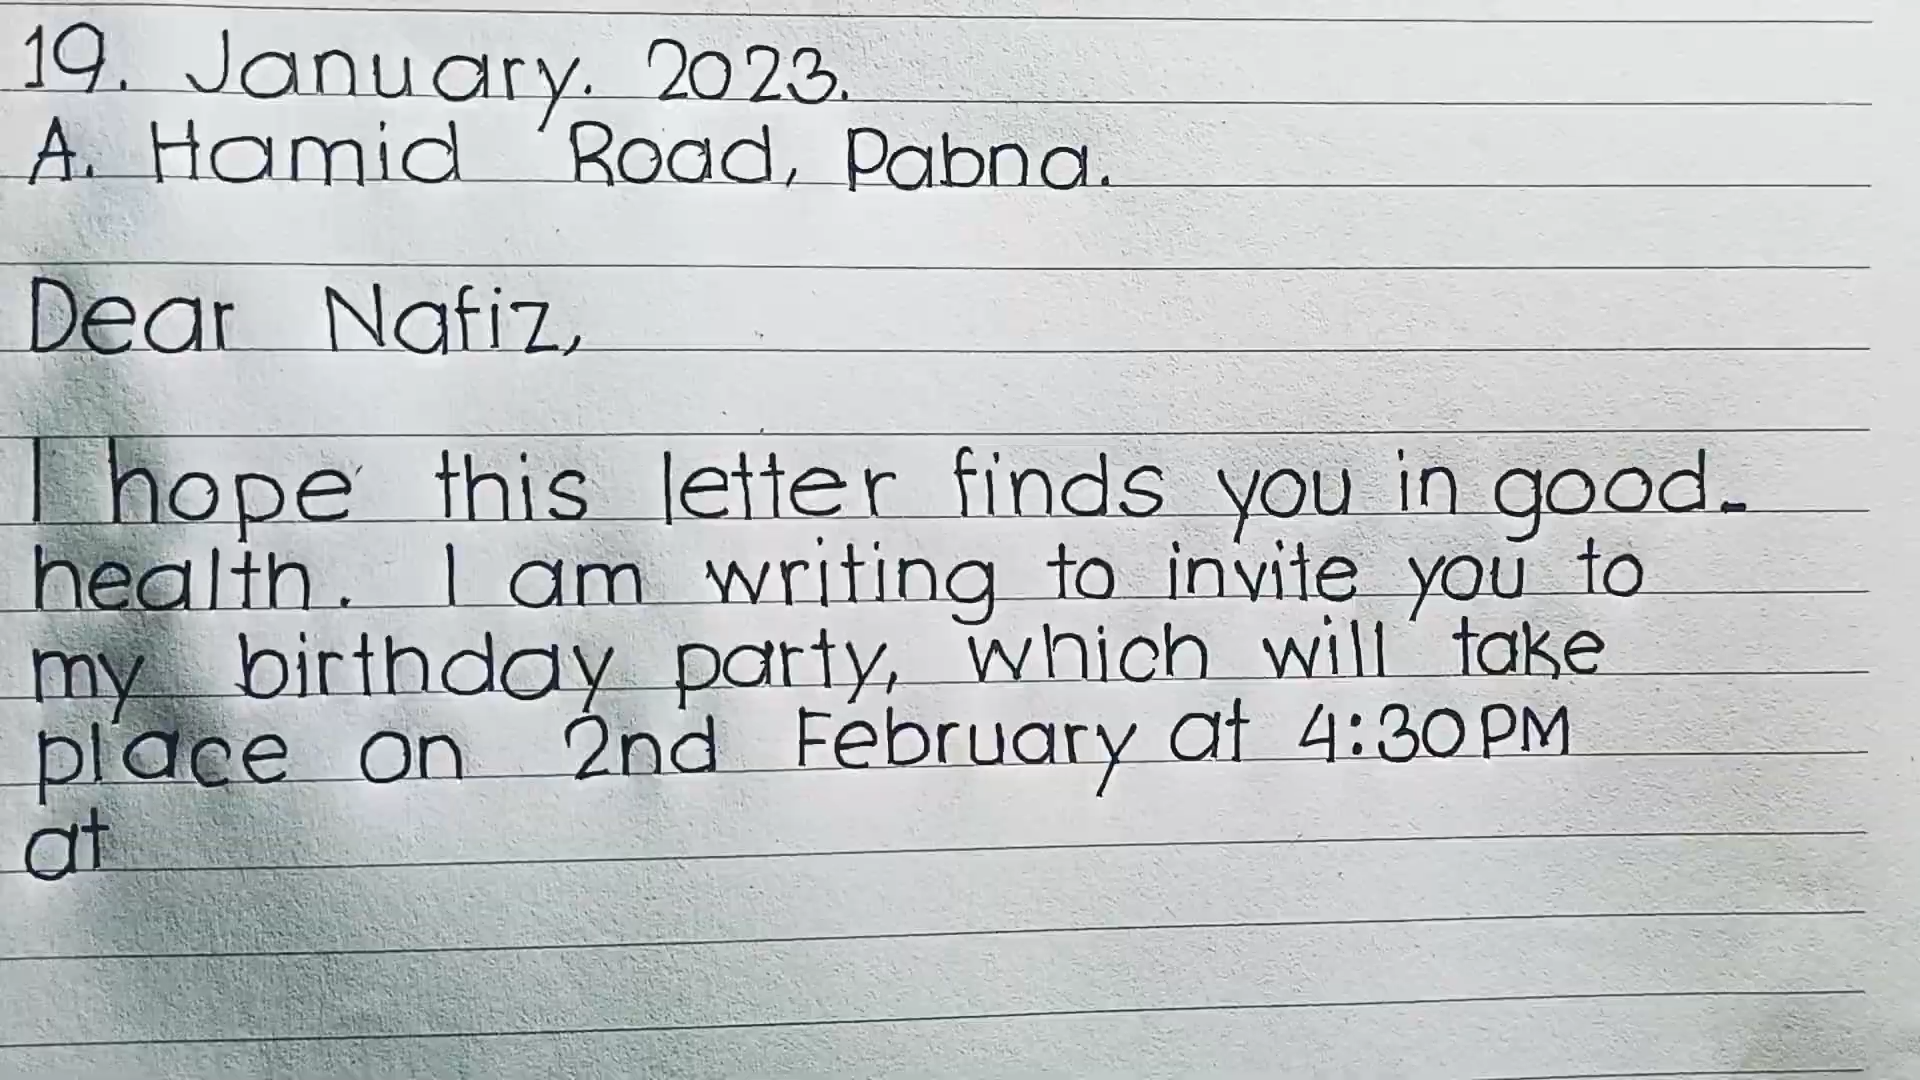 19. January. 2023.
A. Hamid Road, Pabna.
Dear Nafiz,
I hope this letter finds you in good-
health. I am writing to invite you to
my birthday party, which will take
place on 2nd February at 4:30PM
at